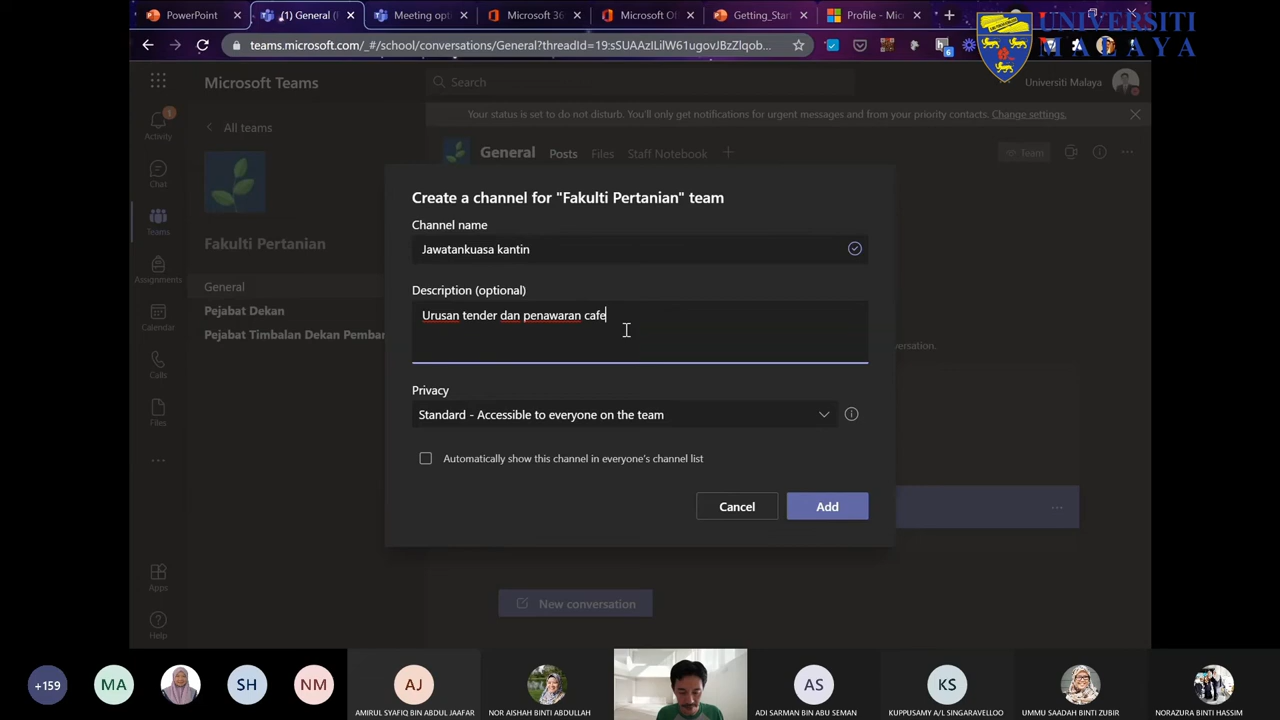 PowerPoint
(1) General (
Meeting opt
Microsoft 36
Microsoft Of
Getting_Start
Profile - Mic
UNIVERSITI
MALAYA
teams.microsoft.com/_#/school/conversations/General?threadId=19:sSUAAzILilW61ugovJBzZlqob...
6
Microsoft Teams
Search
Universiti Malaya
Your status is set to do not disturb. You'll only get notifications for urgent messages and from your priority contacts. Change settings.
1
Activity
Chat
Teams
Assignments
Calendar
Calls
Files
Apps
Help
All teams
Fakulti Pertanian
General
Pejabat Dekan
Pejabat Timbalan Dekan Pemban
General
Posts
Files
Staff Notebook
Team
Create a channel for "Fakulti Pertanian" team
Channel name
Jawatankuasa kantin
Description (optional)
Urusan tender dan penawaran cafe
Privacy
Standard - Accessible to everyone on the team
Automatically show this channel in everyone's channel list
Cancel
Add
New conversation
+159
MA
SH
NM
AJ
AS
KS
AMIRUL SYAFIQ BIN ABDUL JAAFAR
NOR AISHAH BINTI ABDULLAH
ADI SARMAN BIN ABU SEMAN
KUPPUSAMY A/L SINGARAVELLOO
UMMU SAADAH BINTI ZUBIR
NORAZURA BINTI HASSIM